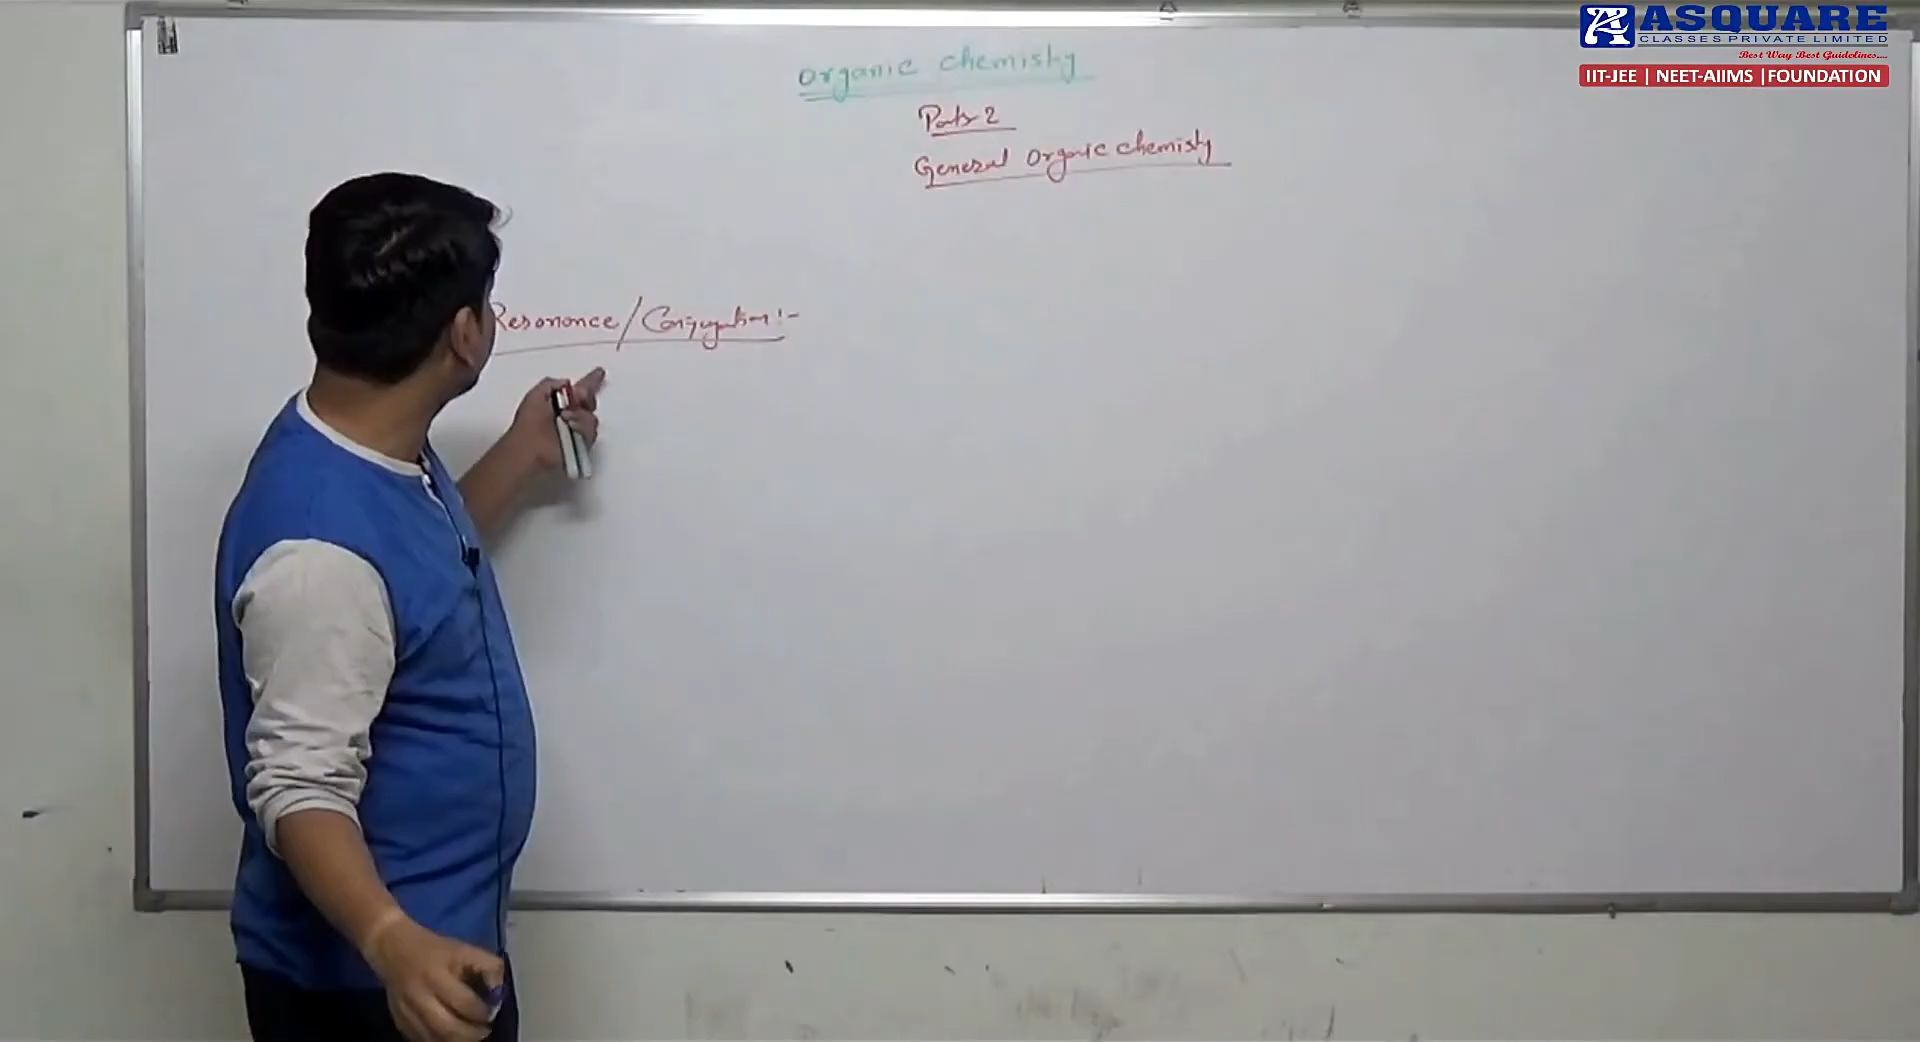 ASQUARE
CLASSES PRIVATE LIMITED
Best Way Best Guidelines....
IIT-JEE | NEET-AIIMS |FOUNDATION
Organic chemistry
Part-2
General Organic chemistry
Resonance/Conjugation:-